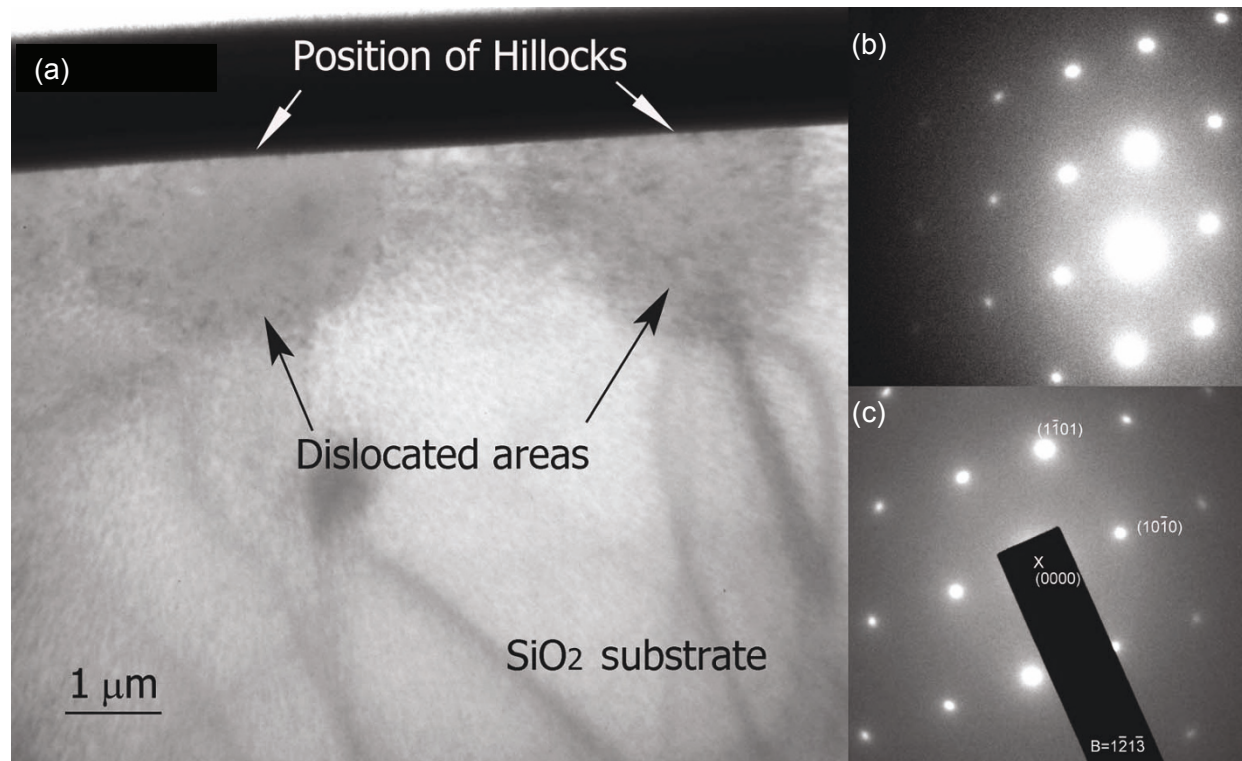 (a)
Position of Hillocks
Dislocated areas
SiO₂ substrate
1 μm
(b)
(c)
(11̅01)
(101̅0)
X
(0000)
B=12̅13̅